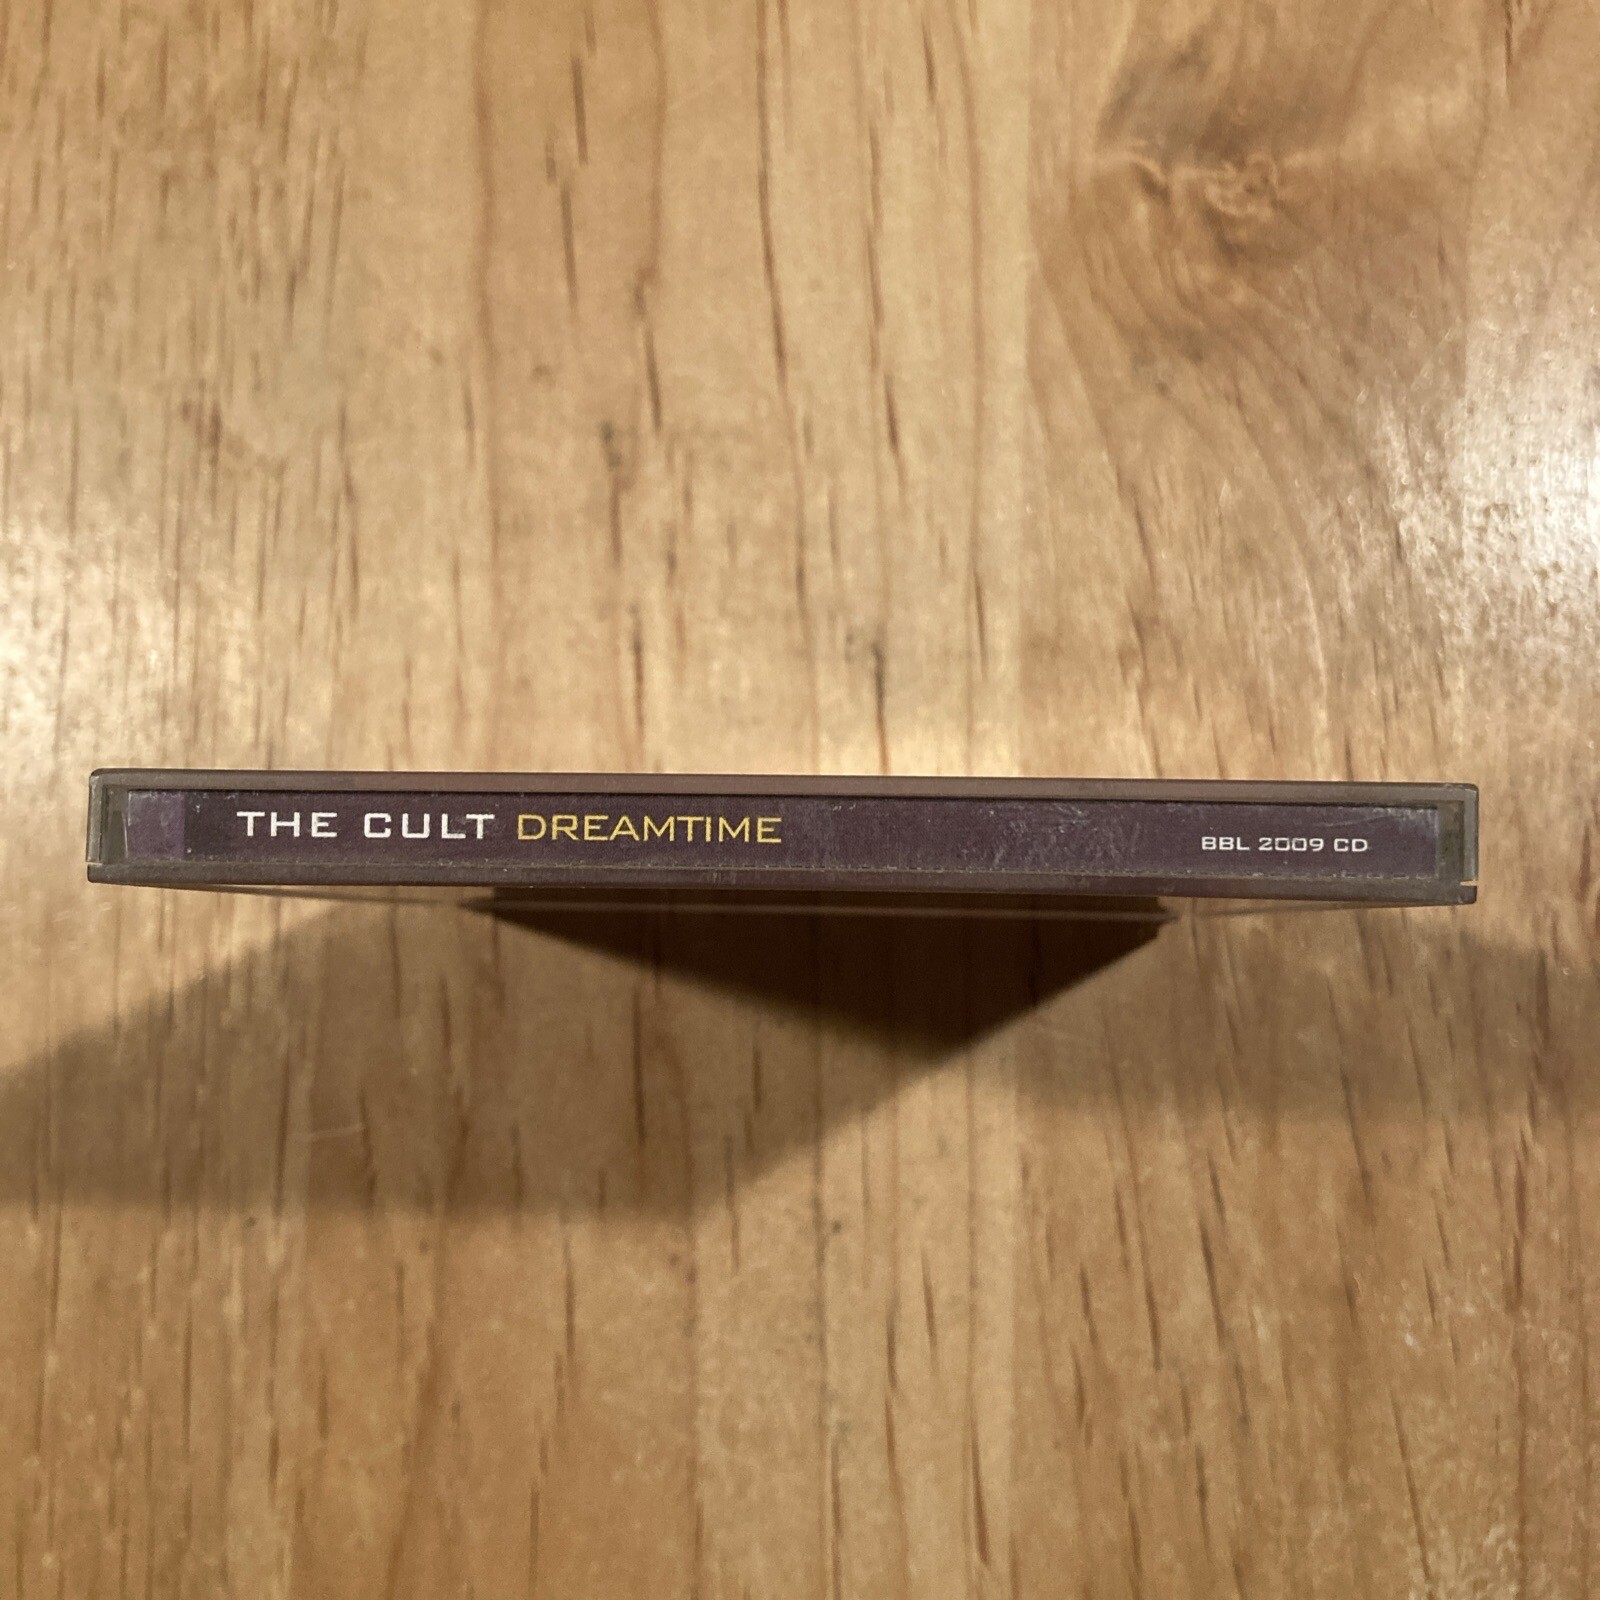 THE CULT DREAMTIME BBL 2009 CD